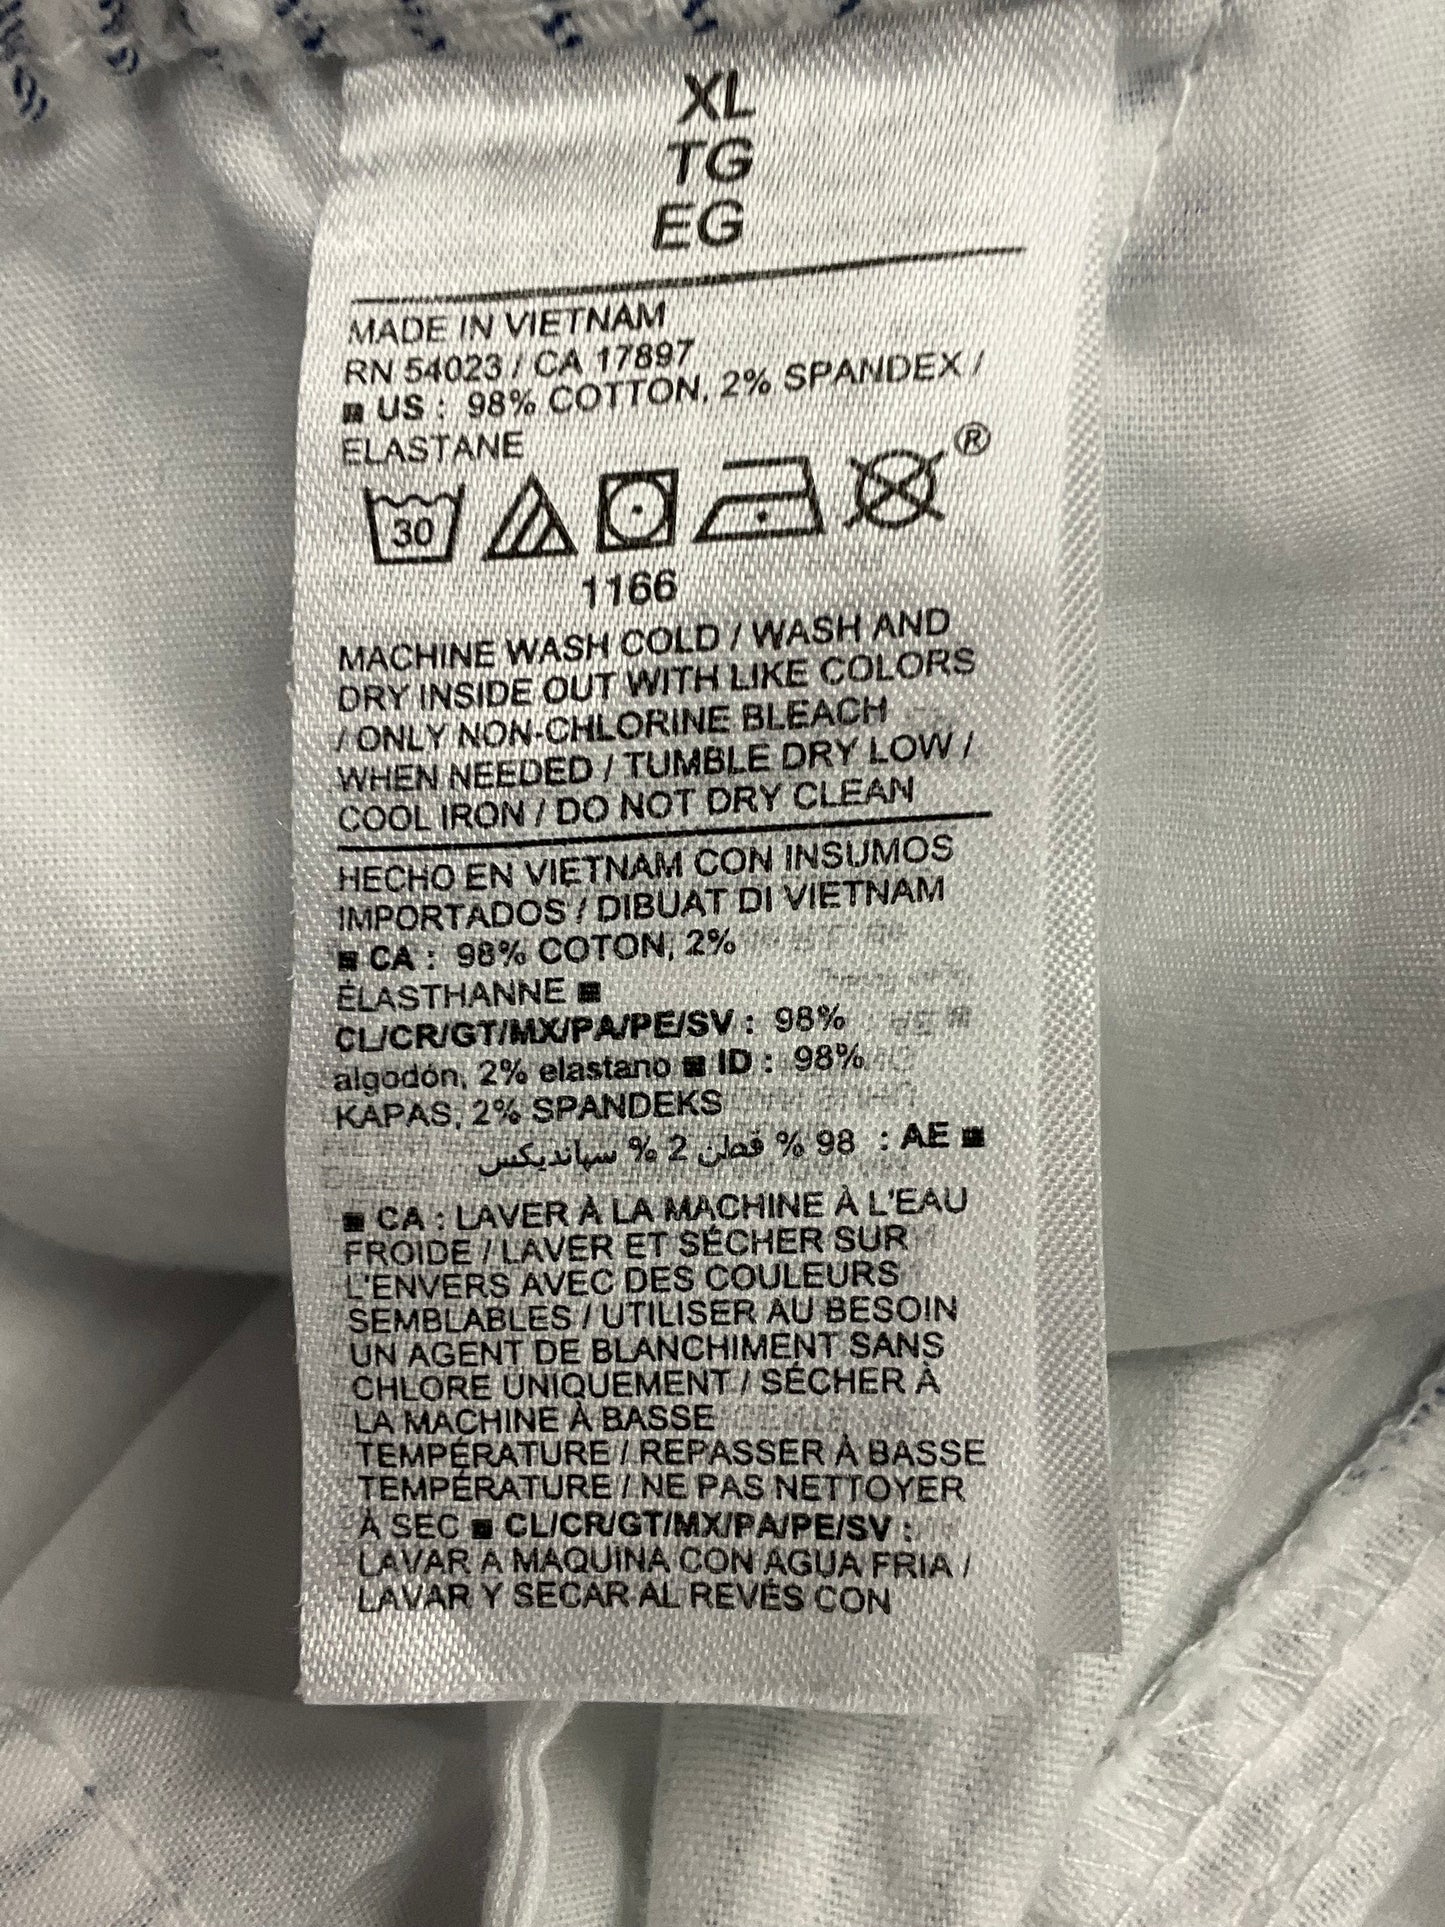 XL
TG
EG
MADE IN VIETNAM
RN 54023 / CA 17897
■ US : 98% COTTON, 2% SPANDEX /
ELASTANE
30
®
1166
MACHINE WASH COLD / WASH AND
DRY INSIDE OUT WITH LIKE COLORS
/ ONLY NON-CHLORINE BLEACH
WHEN NEEDED / TUMBLE DRY LOW /
COOL IRON / DO NOT DRY CLEAN
HECHO EN VIETNAM CON INSUMOS
IMPORTADOS / DIBUAT DI VIETNAM
■ CA : 98% COTON, 2%
ÉLASTHANNE ■
CL/CR/GT/MX/PA/PE/SV : 98%
algodón, 2% elastano ■ ID : 98%
KAPAS, 2% SPANDEKS
■ AE : 98 % قطن 2 % سباندیکس
■ CA : LAVER À LA MACHINE À L'EAU
FROIDE / LAVER ET SÉCHER SUR
L'ENVERS AVEC DES COULEURS
SEMBLABLES / UTILISER AU BESOIN
UN AGENT DE BLANCHIMENT SANS
CHLORE UNIQUEMENT / SÉCHER À
LA MACHINE À BASSE
TEMPÉRATURE / REPASSER À BASSE
TEMPÉRATURE / NE PAS NETTOYER
À SEC ■ CL/CR/GT/MX/PA/PE/SV :
LAVAR A MAQUINA CON AGUA FRIA /
LAVAR Y SECAR AL REVÉS CON